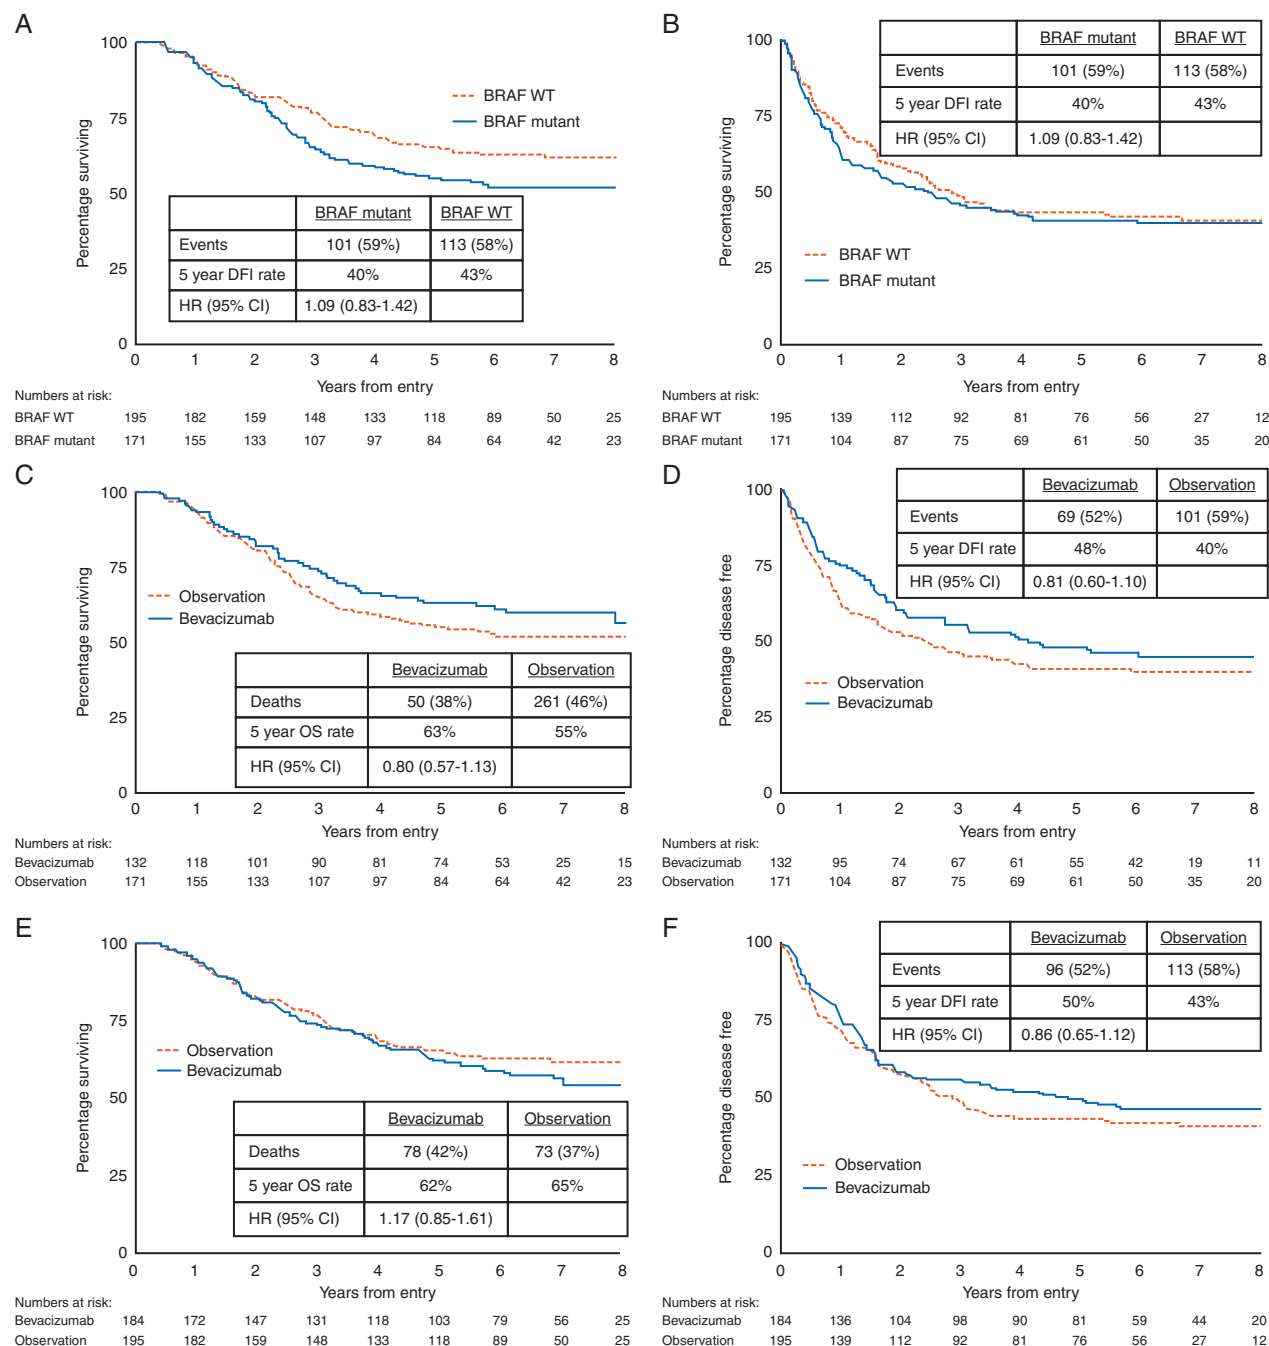 A
100
75
50
25
0
Percentage surviving
BRAF WT
BRAF mutant
BRAF mutant BRAF WT
Events 101 (59%) 113 (58%)
5 year DFI rate 40% 43%
HR (95% CI) 1.09 (0.83-1.42)
0 1 2 3 4 5 6 7 8
Years from entry
Numbers at risk:
BRAF WT 195 182 159 148 133 118 89 50 25
BRAF mutant 171 155 133 107 97 84 64 42 23
B
100
75
50
25
0
Percentage surviving
BRAF mutant BRAF WT
Events 101 (59%) 113 (58%)
5 year DFI rate 40% 43%
HR (95% CI) 1.09 (0.83-1.42)
BRAF WT
BRAF mutant
0 1 2 3 4 5 6 7 8
Years from entry
Numbers at risk:
BRAF WT 195 139 112 92 81 76 56 27 12
BRAF mutant 171 104 87 75 69 61 50 35 20
C
100
75
50
25
0
Percentage surviving
Observation
Bevacizumab
Bevacizumab Observation
Deaths 50 (38%) 261 (46%)
5 year OS rate 63% 55%
HR (95% CI) 0.80 (0.57-1.13)
0 1 2 3 4 5 6 7 8
Years from entry
Numbers at risk:
Bevacizumab 132 118 101 90 81 74 53 25 15
Observation 171 155 133 107 97 84 64 42 23
D
100
75
50
25
0
Percentage disease free
Bevacizumab Observation
Events 69 (52%) 101 (59%)
5 year DFI rate 48% 40%
HR (95% CI) 0.81 (0.60-1.10)
Observation
Bevacizumab
0 1 2 3 4 5 6 7 8
Years from entry
Numbers at risk:
Bevacizumab 132 95 74 67 61 55 42 19 11
Observation 171 104 87 75 69 61 50 35 20
E
100
75
50
25
0
Percentage surviving
Observation
Bevacizumab
Bevacizumab Observation
Deaths 78 (42%) 73 (37%)
5 year OS rate 62% 65%
HR (95% CI) 1.17 (0.85-1.61)
0 1 2 3 4 5 6 7 8
Years from entry
Numbers at risk:
Bevacizumab 184 172 147 131 118 103 79 56 25
Observation 195 182 159 148 133 118 89 50 25
F
100
75
50
25
0
Percentage disease free
Bevacizumab Observation
Events 96 (52%) 113 (58%)
5 year DFI rate 50% 43%
HR (95% CI) 0.86 (0.65-1.12)
Observation
Bevacizumab
0 1 2 3 4 5 6 7 8
Years from entry
Numbers at risk:
Bevacizumab 184 136 104 98 90 81 59 44 20
Observation 195 139 112 92 81 76 56 27 12